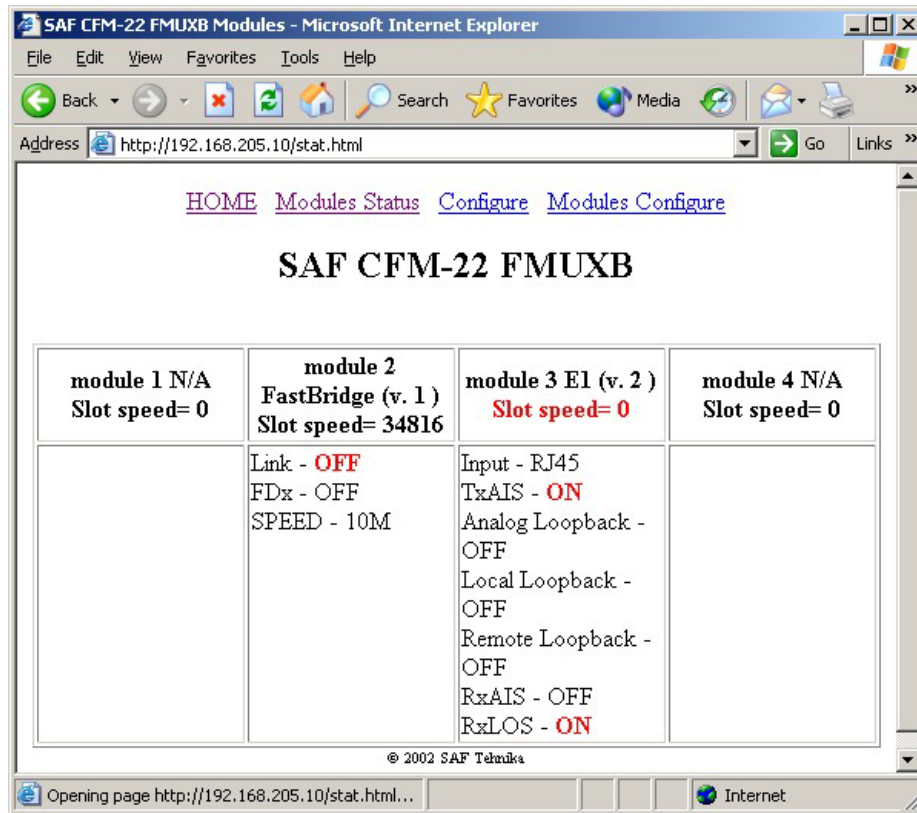 SAF CFM-22 FMUXB Modules - Microsoft Internet Explorer
File Edit View Favorites Tools Help
Back Search Favorites Media »
Address http://192.168.205.10/stat.html Go Links »
HOME Modules Status Configure Modules Configure
SAF CFM-22 FMUXB
module 1 N/A
Slot speed= 0
module 2
FastBridge (v. 1 )
Slot speed= 34816
module 3 E1 (v. 2 )
Slot speed= 0
module 4 N/A
Slot speed= 0
Link - OFF
FDx - OFF
SPEED - 10M
Input - RJ45
TxAIS - ON
Analog Loopback -
OFF
Local Loopback -
OFF
Remote Loopback -
OFF
RxAIS - OFF
RxLOS - ON
© 2002 SAF Tehnika
Opening page http://192.168.205.10/stat.html... Internet